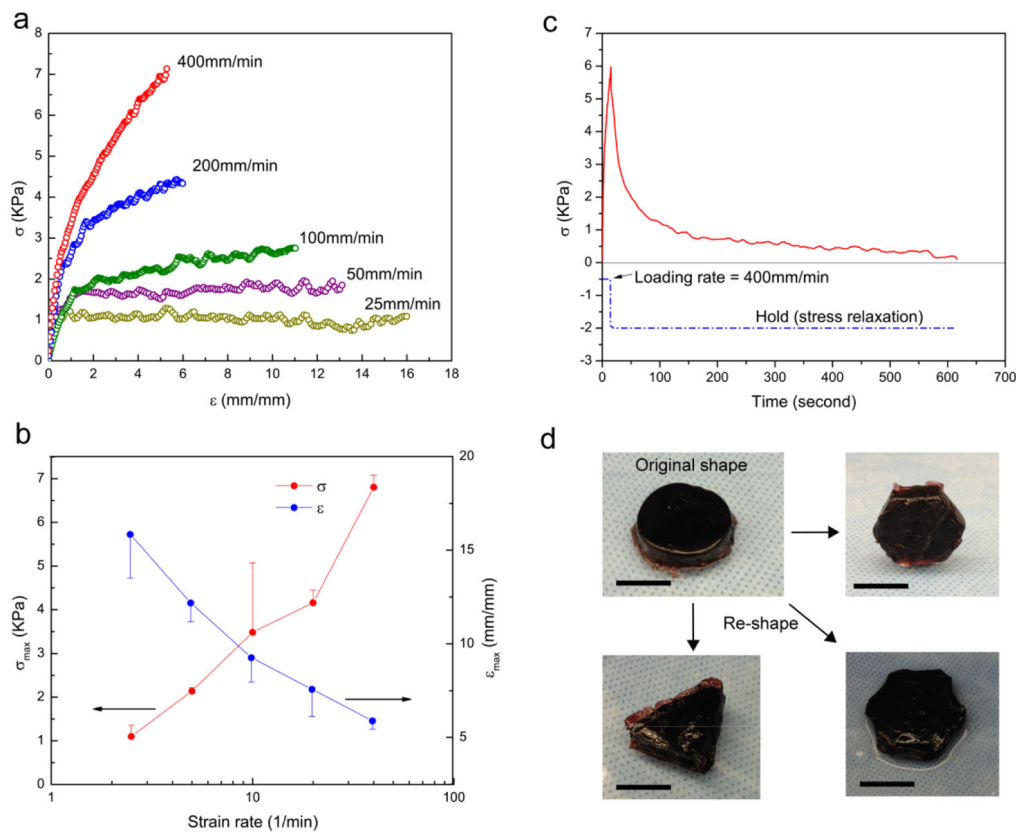 a
8
7
6
5
4
3
2
1
0
σ (KPa)
400mm/min
200mm/min
100mm/min
50mm/min
25mm/min
0 2 4 6 8 10 12 14 16 18
ε (mm/mm)
c
7
6
5
4
3
2
1
0
-1
-2
-3
σ (KPa)
Loading rate = 400mm/min
Hold (stress relaxation)
0 100 200 300 400 500 600 700
Time (second)
b
7
6
5
4
3
2
1
0
σmax (KPa)
σ
ε
20
15
10
5
εmax (mm/mm)
1 10 100
Strain rate (1/min)
d
Original shape
Re-shape